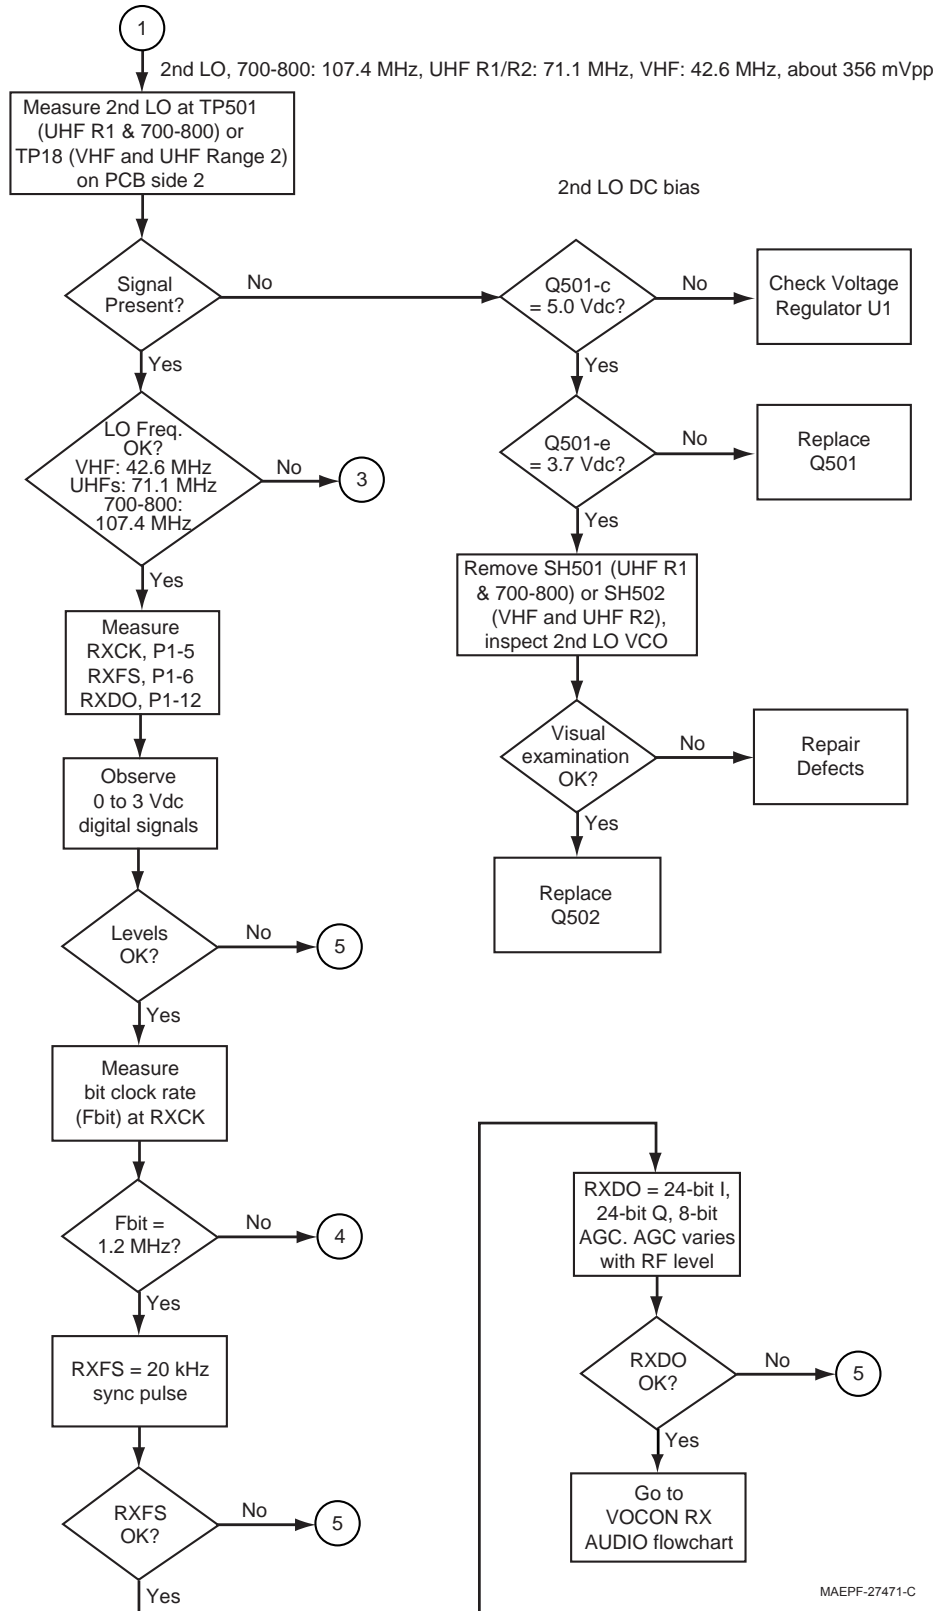 1
2nd LO, 700-800: 107.4 MHz, UHF R1/R2: 71.1 MHz, VHF: 42.6 MHz, about 356 mVpp
Measure 2nd LO at TP501
(UHF R1 & 700-800) or
TP18 (VHF and UHF Range 2)
on PCB side 2
Signal
Present?
No
Yes
LO Freq.
OK?
VHF: 42.6 MHz
UHFs: 71.1 MHz
700-800:
107.4 MHz
No
3
Yes
Measure
RXCK, P1-5
RXFS, P1-6
RXDO, P1-12
Observe
0 to 3 Vdc
digital signals
Levels
OK?
No
5
Yes
Measure
bit clock rate
(Fbit) at RXCK
Fbit =
1.2 MHz?
No
4
Yes
RXFS = 20 kHz
sync pulse
RXFS
OK?
No
5
Yes
2nd LO DC bias
Q501-c
= 5.0 Vdc?
No
Check Voltage
Regulator U1
Yes
Q501-e
= 3.7 Vdc?
No
Replace
Q501
Yes
Remove SH501 (UHF R1
& 700-800) or SH502
(VHF and UHF R2),
inspect 2nd LO VCO
Visual
examination
OK?
No
Repair
Defects
Yes
Replace
Q502
RXDO = 24-bit I,
24-bit Q, 8-bit
AGC. AGC varies
with RF level
RXDO
OK?
No
5
Yes
Go to
VOCON RX
AUDIO flowchart
MAEPF-27471-C